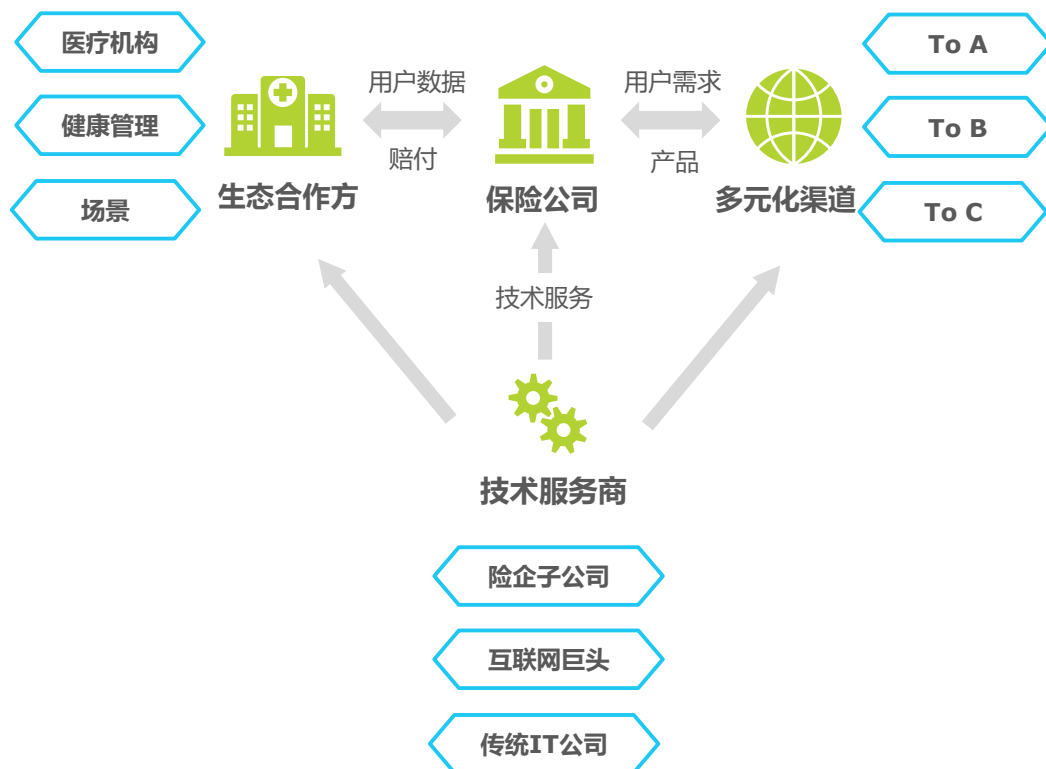 医疗机构
健康管理
场景
生态合作方
用户数据
赔付
保险公司
用户需求
产品
多元化渠道
To A
To B
To C
技术服务
技术服务商
险企子公司
互联网巨头
传统IT公司